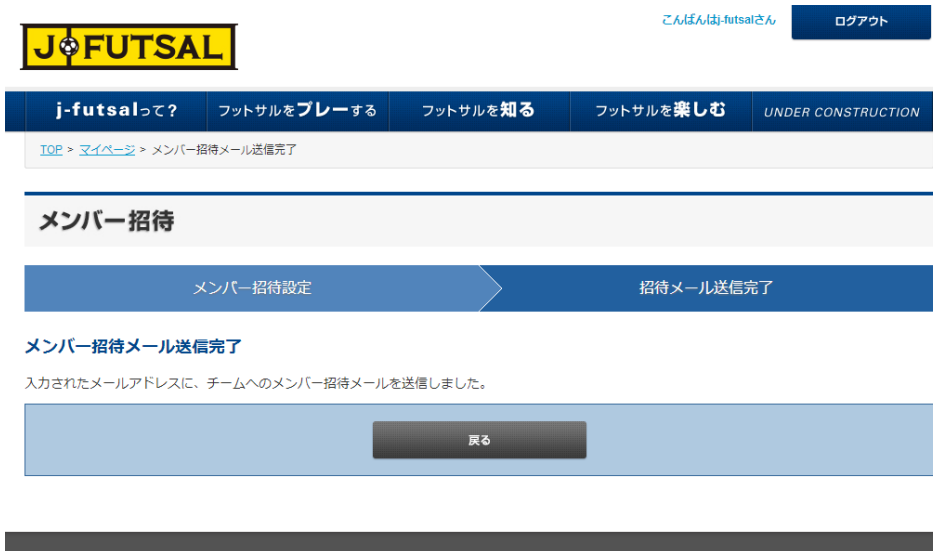 こんばんはj-futsalさん
ログアウト
J FUTSAL
j-futsalって？
フットサルをプレーする
フットサルを知る
フットサルを楽しむ
UNDER CONSTRUCTION
TOP > マイページ > メンバー招待メール送信完了
メンバー招待
メンバー招待設定
招待メール送信完了
メンバー招待メール送信完了
入力されたメールアドレスに、チームへのメンバー招待メールを送信しました。
戻る